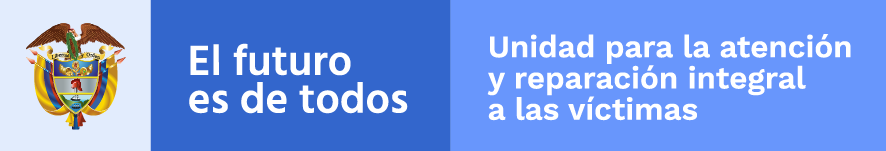 El futuro
es de todos
Unidad para la atención
y reparación integral
a las víctimas